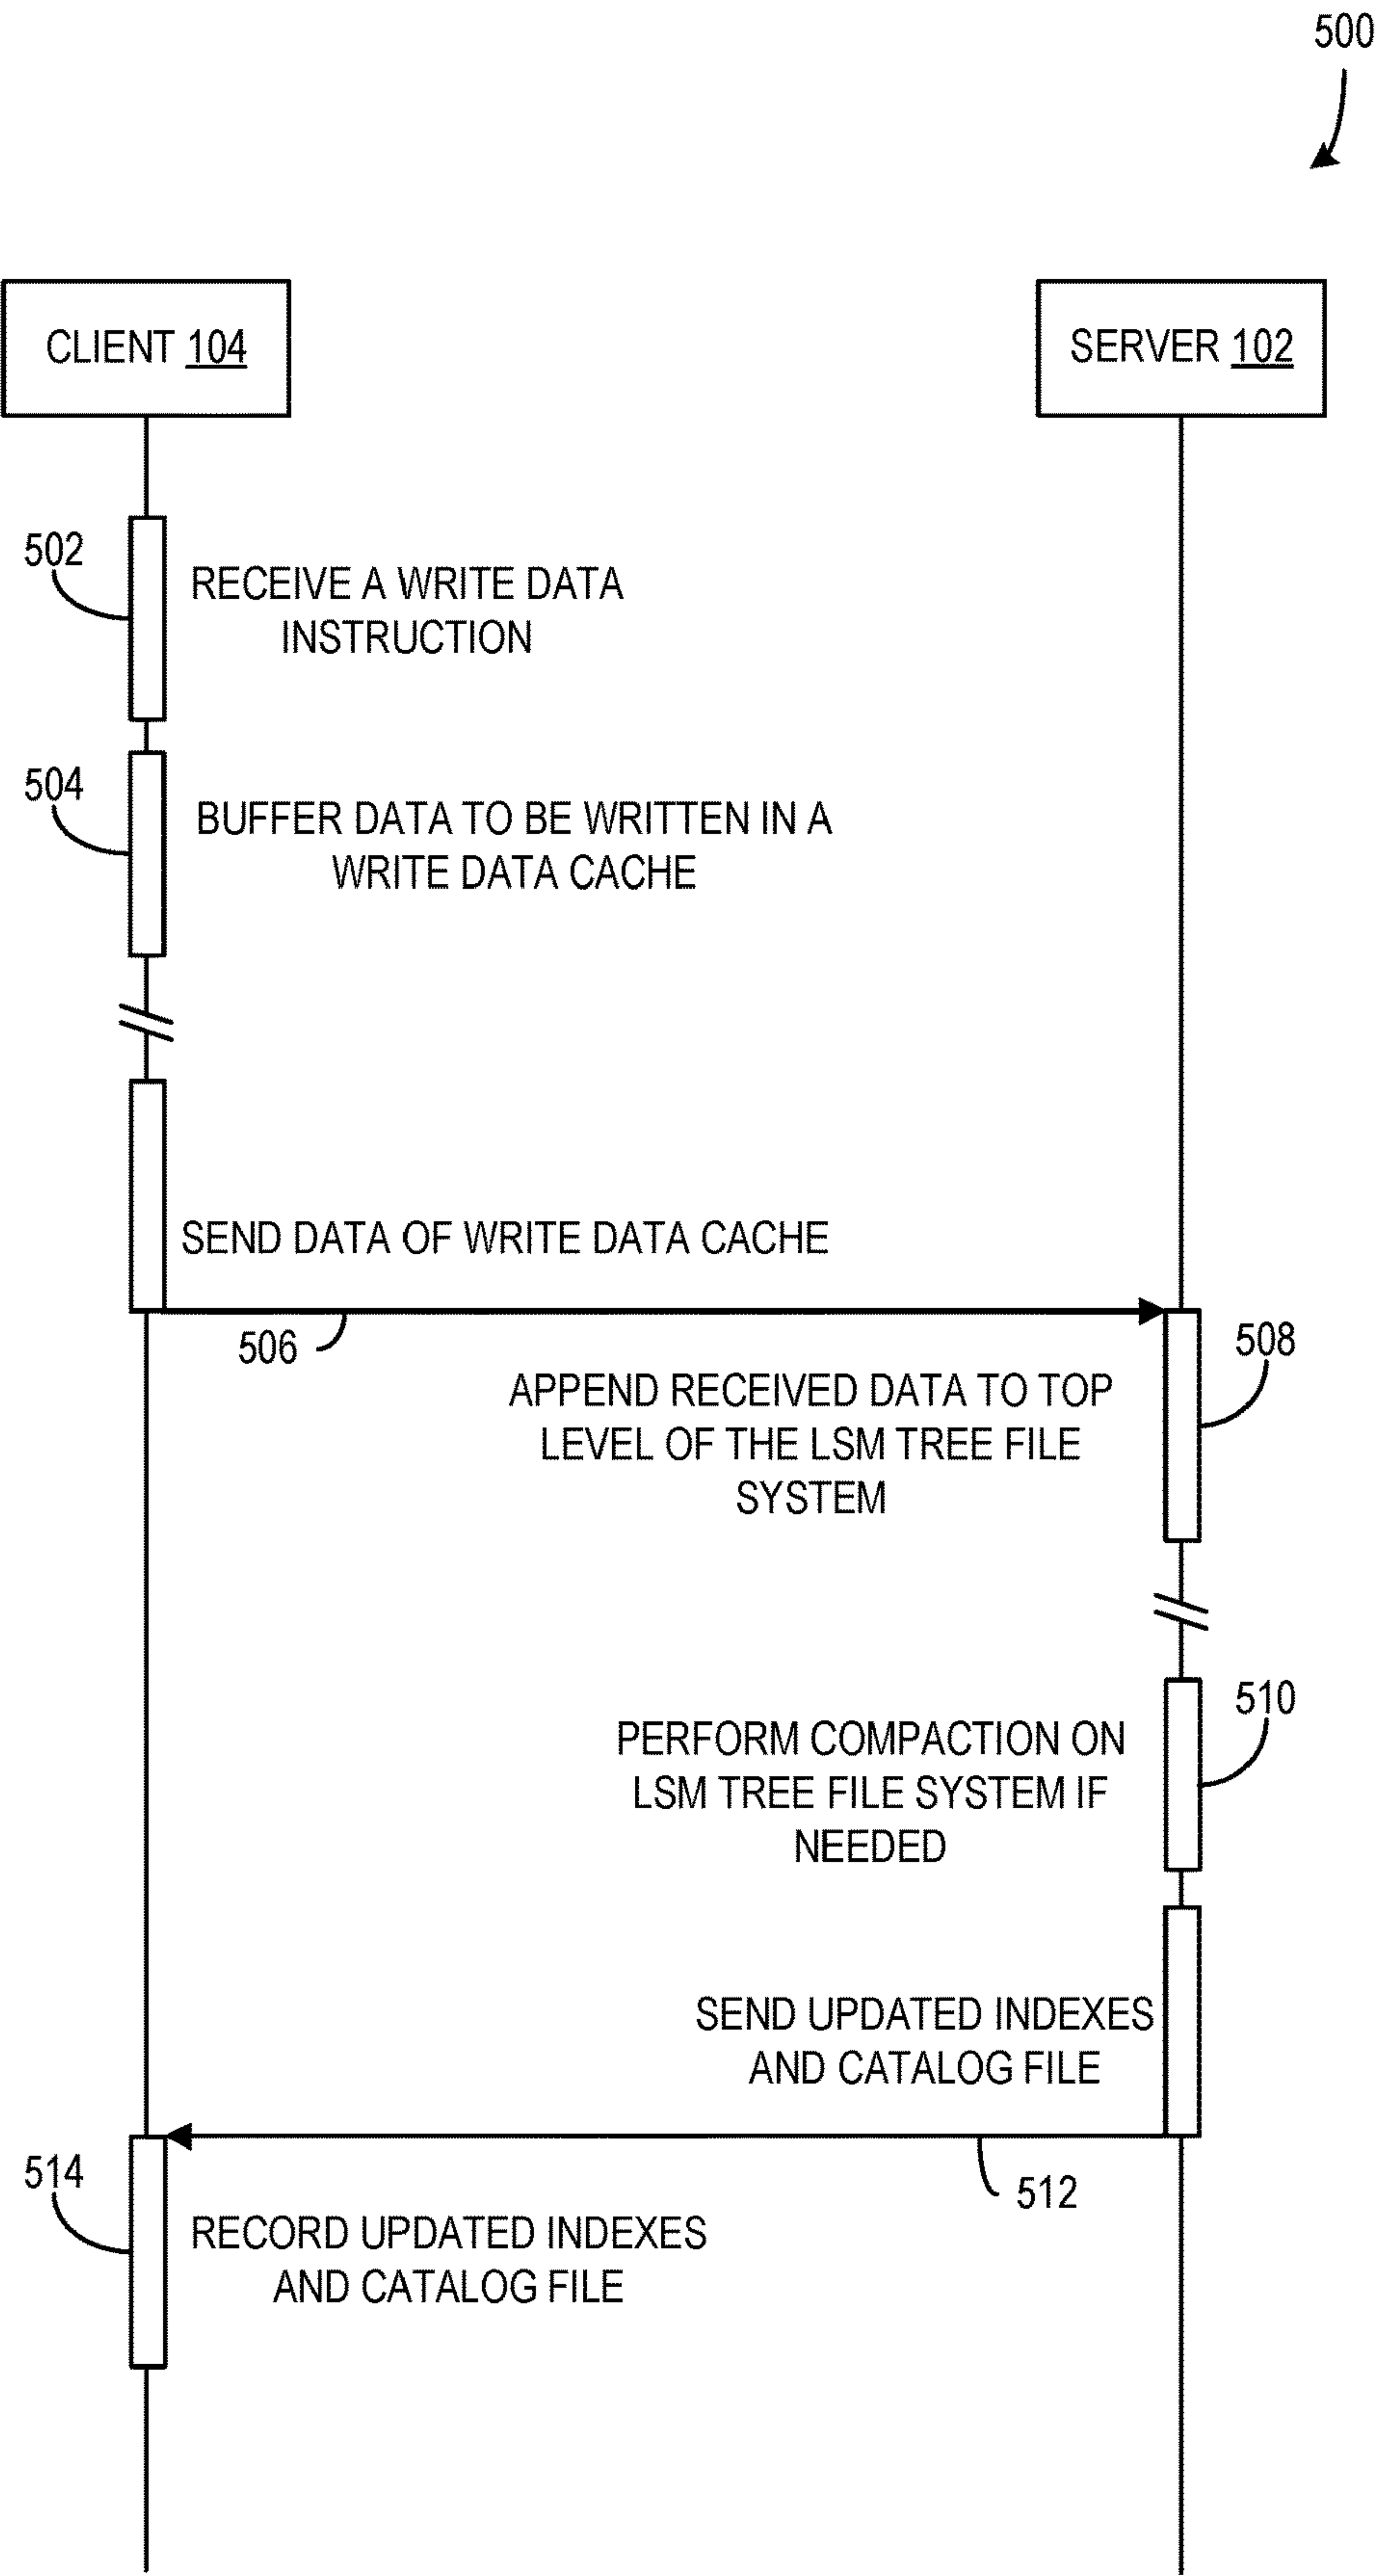 500
CLIENT 104
SERVER 102
502
RECEIVE A WRITE DATA
INSTRUCTION
504
BUFFER DATA TO BE WRITTEN IN A
WRITE DATA CACHE
SEND DATA OF WRITE DATA CACHE
506
508
APPEND RECEIVED DATA TO TOP
LEVEL OF THE LSM TREE FILE
SYSTEM
510
PERFORM COMPACTION ON
LSM TREE FILE SYSTEM IF
NEEDED
SEND UPDATED INDEXES
AND CATALOG FILE
512
514
RECORD UPDATED INDEXES
AND CATALOG FILE